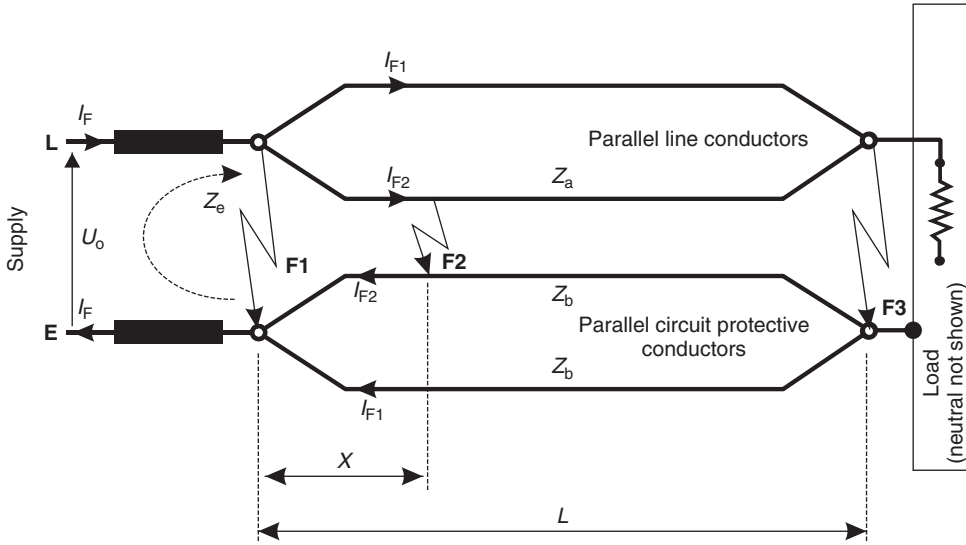 I_F1
I_F
L
Parallel line conductors
I_F2
Z_a
Z_e
Supply
U_o
F1
F2
I_F2
Z_b
F3
I_F
E
Parallel circuit protective
conductors
Z_b
I_F1
Load
(neutral not shown)
X
L